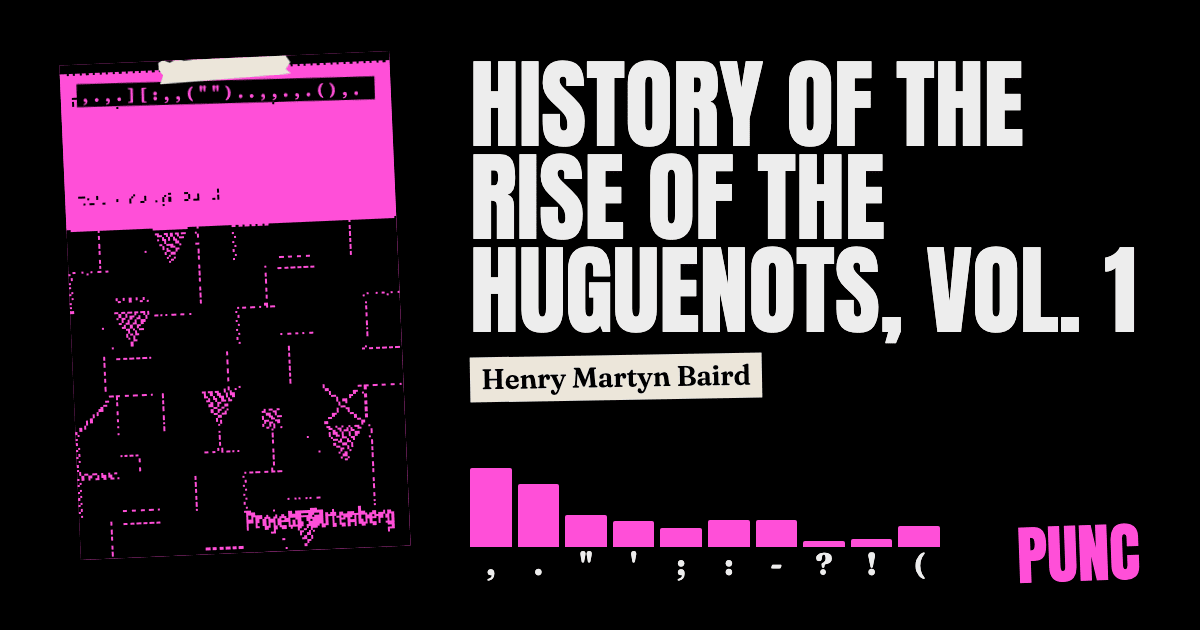 ,.,.][:,,("")..,,.,.(),.
HISTORY OF THE
RISE OF THE
HUGUENOTS, VOL. 1
Henry Martyn Baird
, . " ' ; : - ? ! (
Project Gutenberg
PUNC